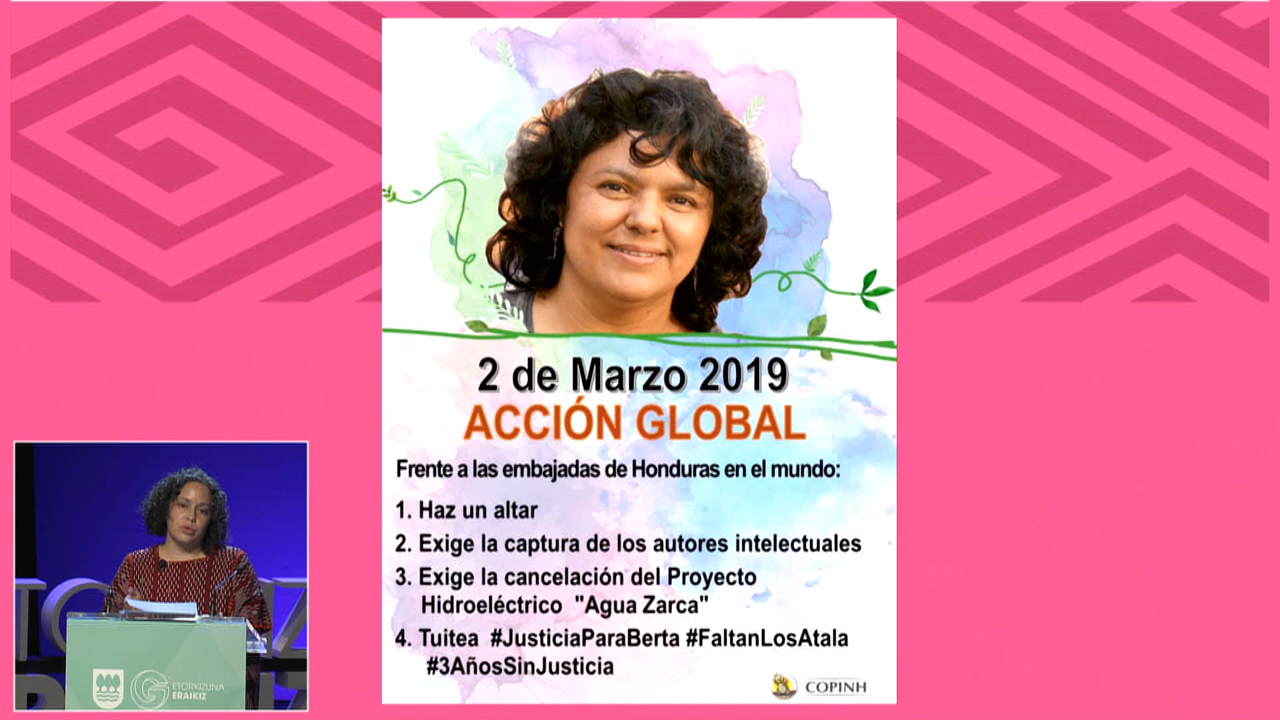 2 de Marzo 2019
ACCIÓN GLOBAL
Frente a las embajadas de Honduras en el mundo:
1. Haz un altar
2. Exige la captura de los autores intelectuales
3. Exige la cancelación del Proyecto
Hidroeléctrico "Agua Zarca"
4. Tuitea #JusticiaParaBerta #FaltanLosAtala
#3AñosSinJusticia
COPINH
ETORKIZUNA
ERAIKIZ